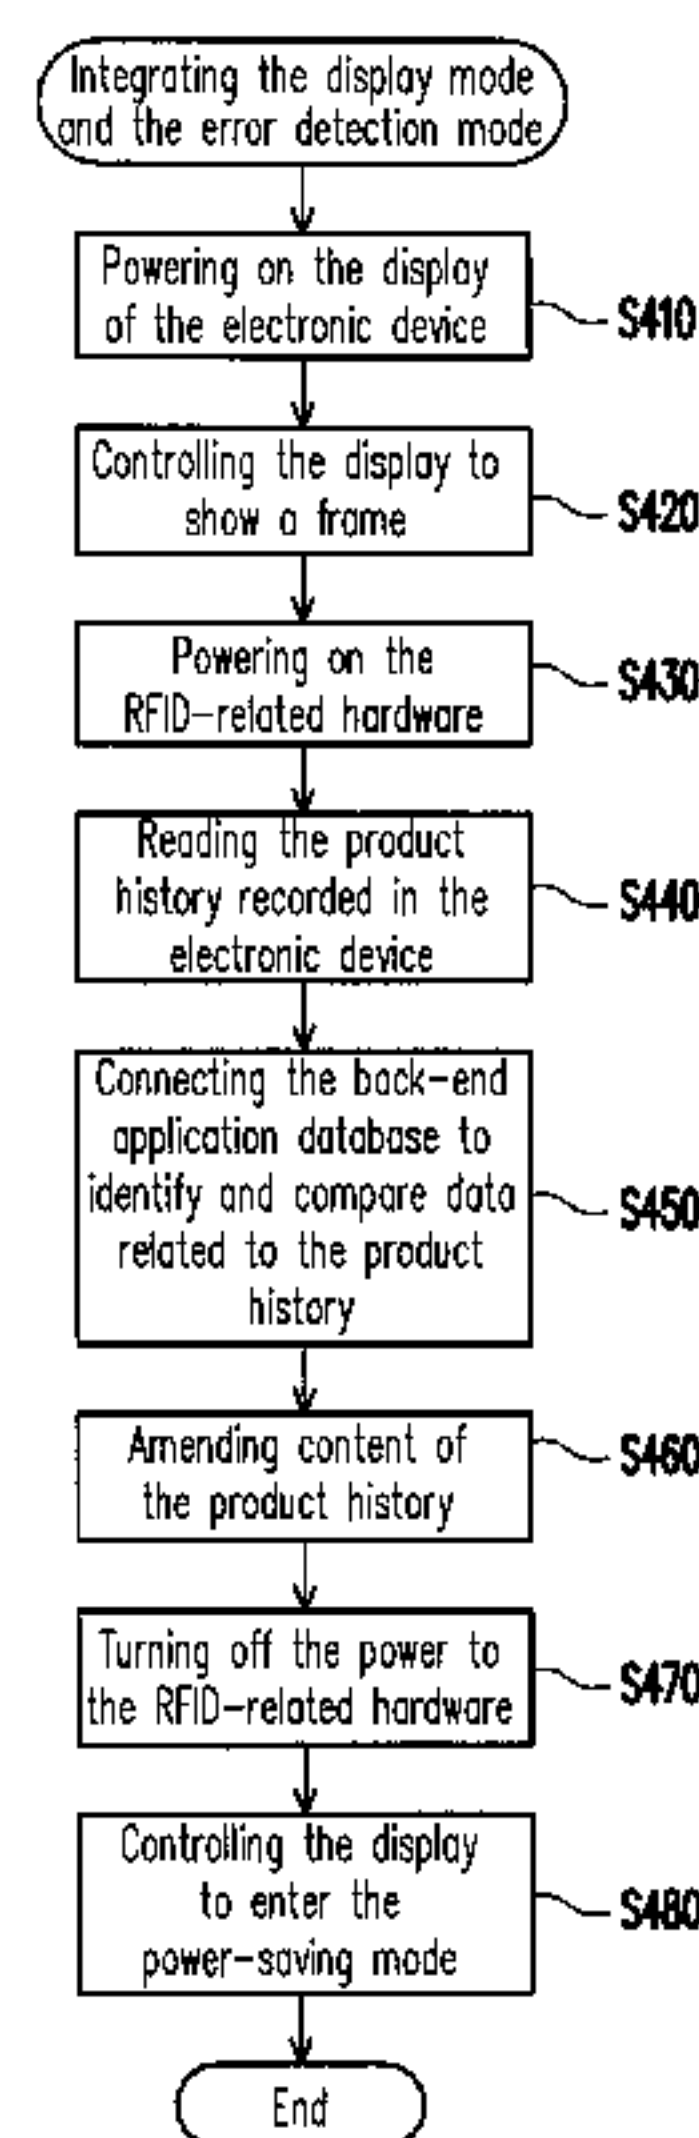 Integrating the display mode
and the error detection mode
Powering on the display
of the electronic device
S410
Controlling the display to
show a frame
S420
Powering on the
RFID-related hardware
S430
Reading the product
history recorded in the
electronic device
S440
Connecting the back-end
application database to
identify and compare data
related to the product
history
S450
Amending content of
the product history
S460
Turning off the power to
the RFID-related hardware
S470
Controlling the display
to enter the
power-saving mode
S480
End